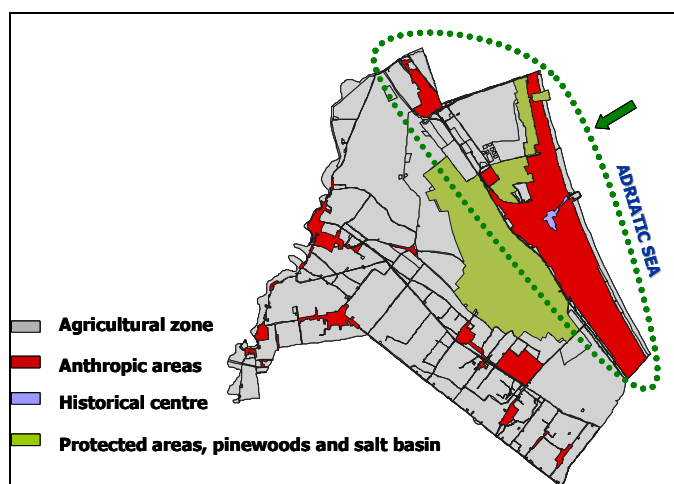 ADRIATIC SEA
Agricultural zone
Anthropic areas
Historical centre
Protected areas, pinewoods and salt basin